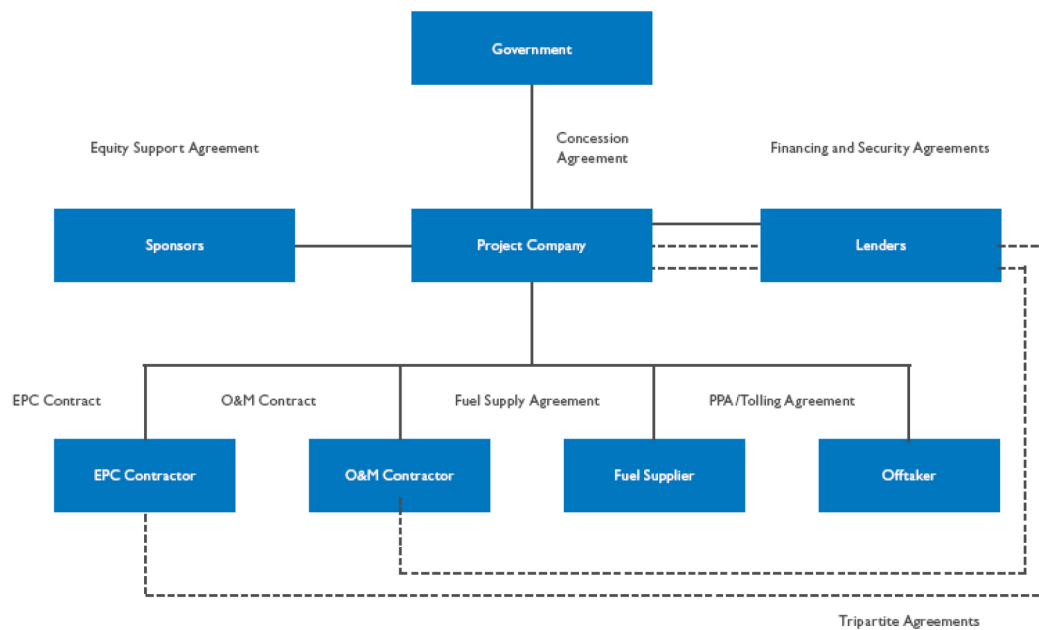 Government
Equity Support Agreement
Concession
Agreement
Financing and Security Agreements
Sponsors
Project Company
Lenders
EPC Contract
O&M Contract
Fuel Supply Agreement
PPA/Tolling Agreement
EPC Contractor
O&M Contractor
Fuel Supplier
Offtaker
Tripartite Agreements